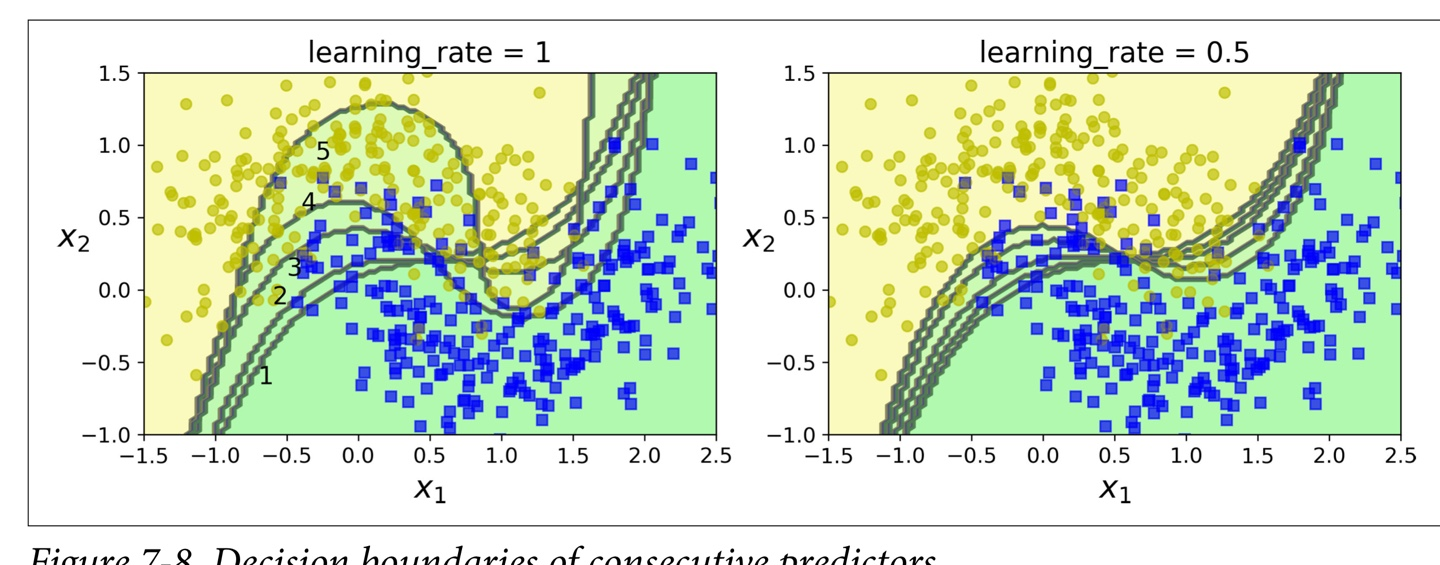 learning_rate = 1
learning_rate = 0.5
1.5
1.0
0.5
0.0
−0.5
−1.0
x2
5
4
3
2
1
−1.5 −1.0 −0.5 0.0 0.5 1.0 1.5 2.0 2.5
x1
1.5
1.0
0.5
0.0
−0.5
−1.0
x2
−1.5 −1.0 −0.5 0.0 0.5 1.0 1.5 2.0 2.5
x1
Figure 7-8. Decision boundaries of consecutive predictors